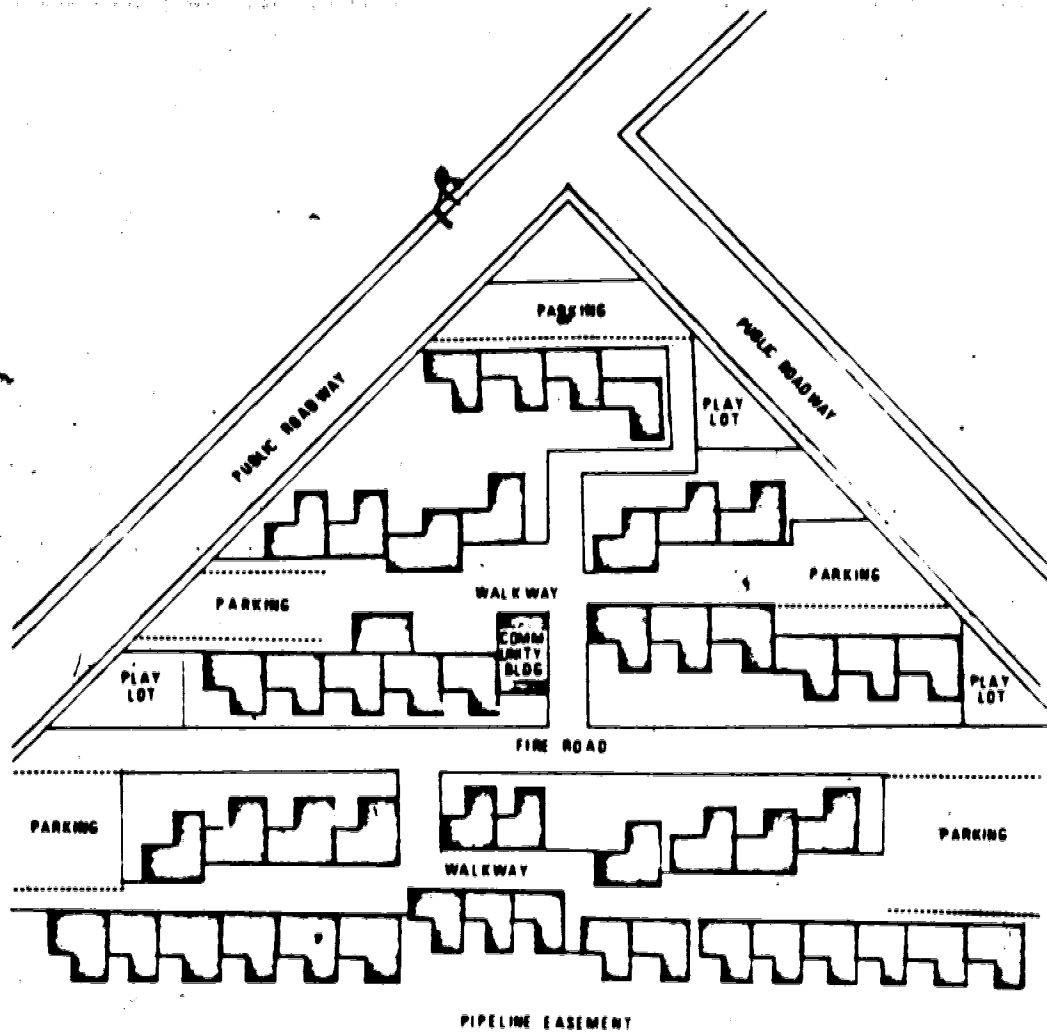 PARKING
PUBLIC ROADWAY
PUBLIC ROADWAY
PLAY
LOT
PARKING
WALKWAY
PARKING
COMM
UNITY
BLDG
PLAY
LOT
PLAY
LOT
FIRE ROAD
PARKING
PARKING
WALKWAY
PIPELINE EASEMENT